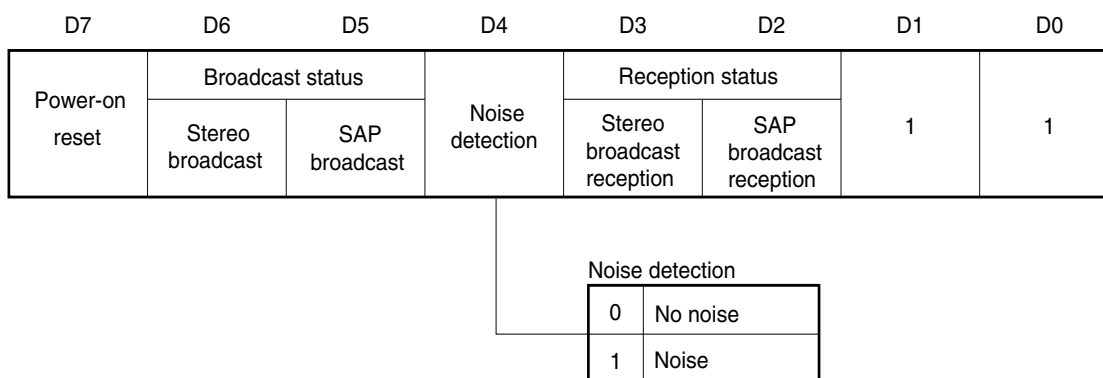 D7 D6 D5 D4 D3 D2 D1 D0
Power-on
reset
Broadcast status
Stereo
broadcast
SAP
broadcast
Noise
detection
Reception status
Stereo
broadcast
reception
SAP
broadcast
reception
1
1
Noise detection
0 No noise
1 Noise